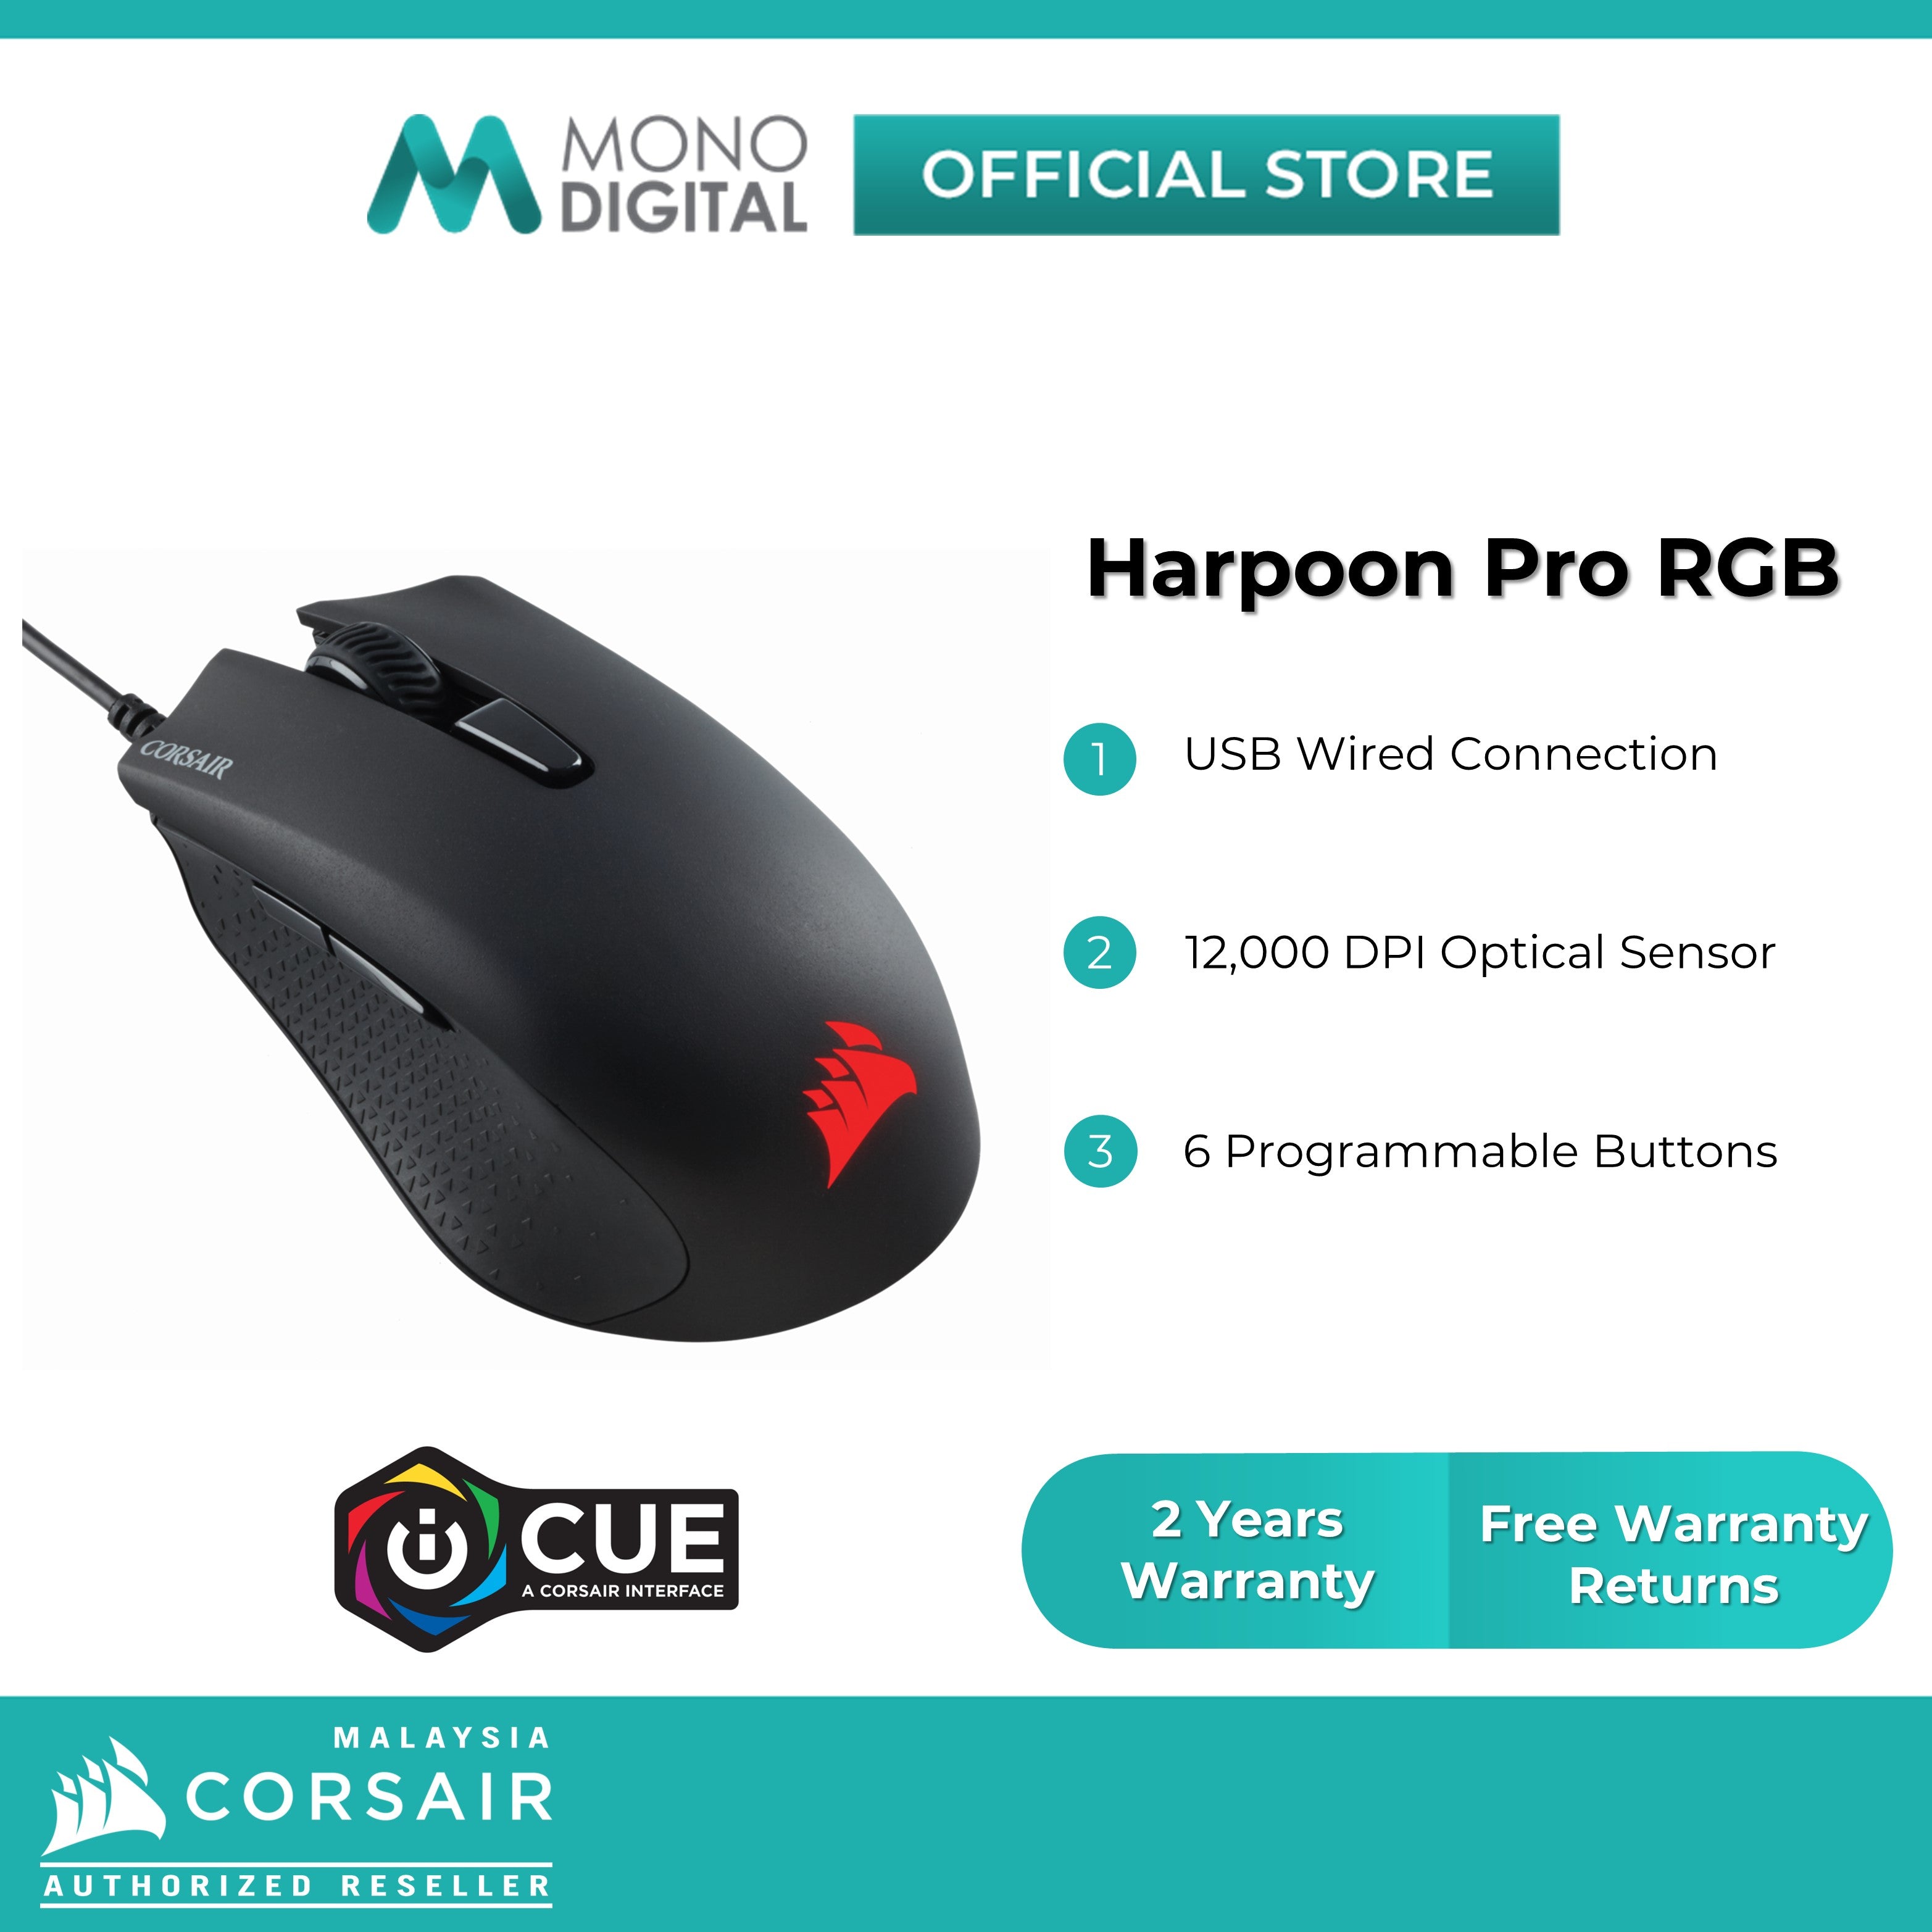 MONO
DIGITAL
OFFICIAL STORE
Harpoon Pro RGB
CORSAIR
1 USB Wired Connection
2 12,000 DPI Optical Sensor
3 6 Programmable Buttons
CUE
A CORSAIR INTERFACE
2 Years
Warranty
Free Warranty
Returns
MALAYSIA
CORSAIR
AUTHORIZED RESELLER